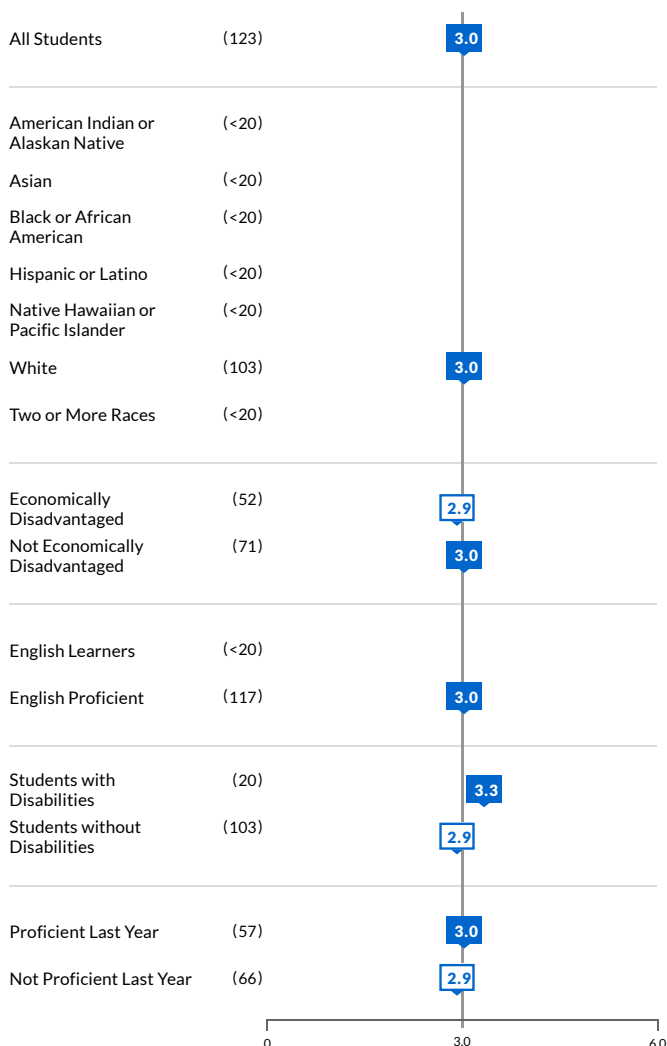 All Students (123) 3.0
American Indian or (<20)
Alaskan Native
Asian (<20)
Black or African (<20)
American
Hispanic or Latino (<20)
Native Hawaiian or (<20)
Pacific Islander
White (103) 3.0
Two or More Races (<20)
Economically (52) 2.9
Disadvantaged
Not Economically (71) 3.0
Disadvantaged
English Learners (<20)
English Proficient (117) 3.0
Students with (20) 3.3
Disabilities
Students without (103) 2.9
Disabilities
Proficient Last Year (57) 3.0
Not Proficient Last Year (66) 2.9
0 3.0 6.0